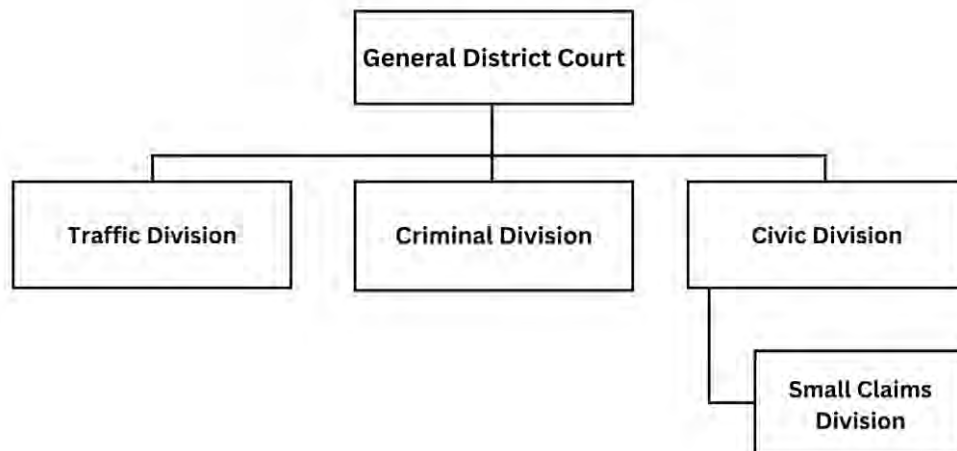 General District Court
Traffic Division
Criminal Division
Civic Division
Small Claims
Division